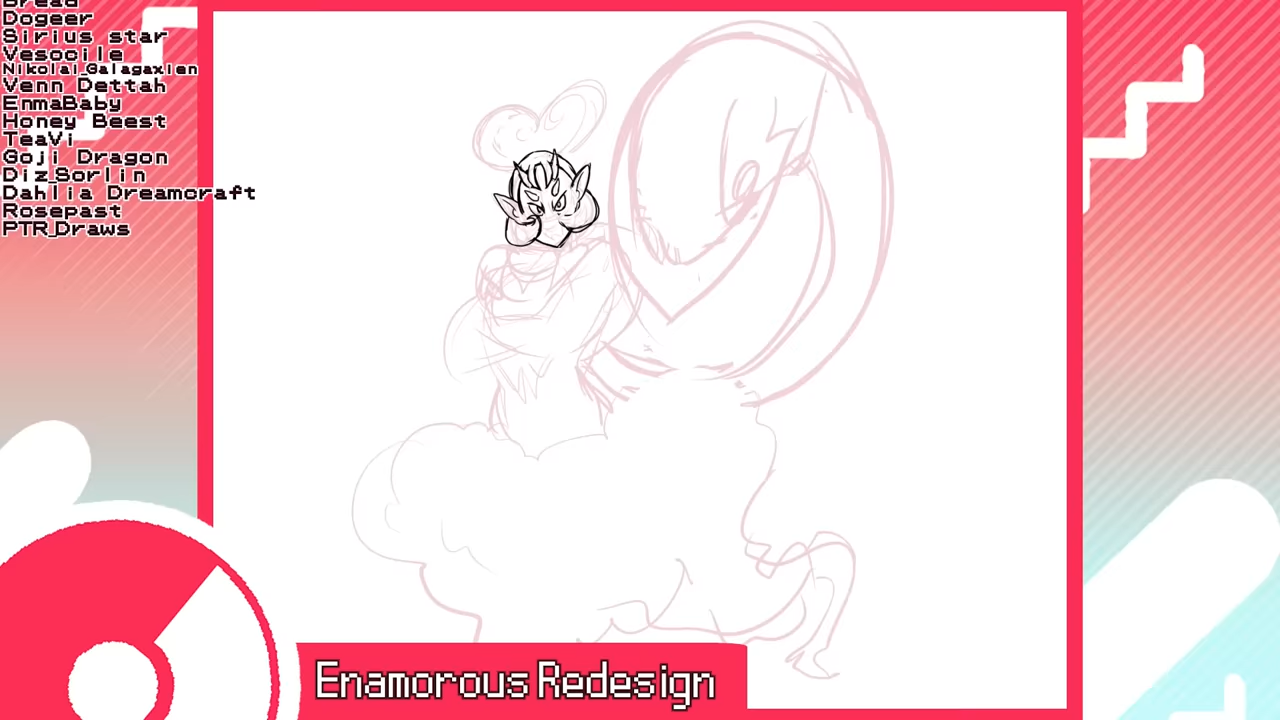 Bread
Dogeer
Sirius star
Vesocile
Nikolai_Galagaxien
Venn Dettah
EnmaBaby
Honey Beest
TeaVi
Goji Dragon
Diz_Sorlin
Dahlia Dreamcraft
Rosepast
PTR_Draws
Enamorous Redesign